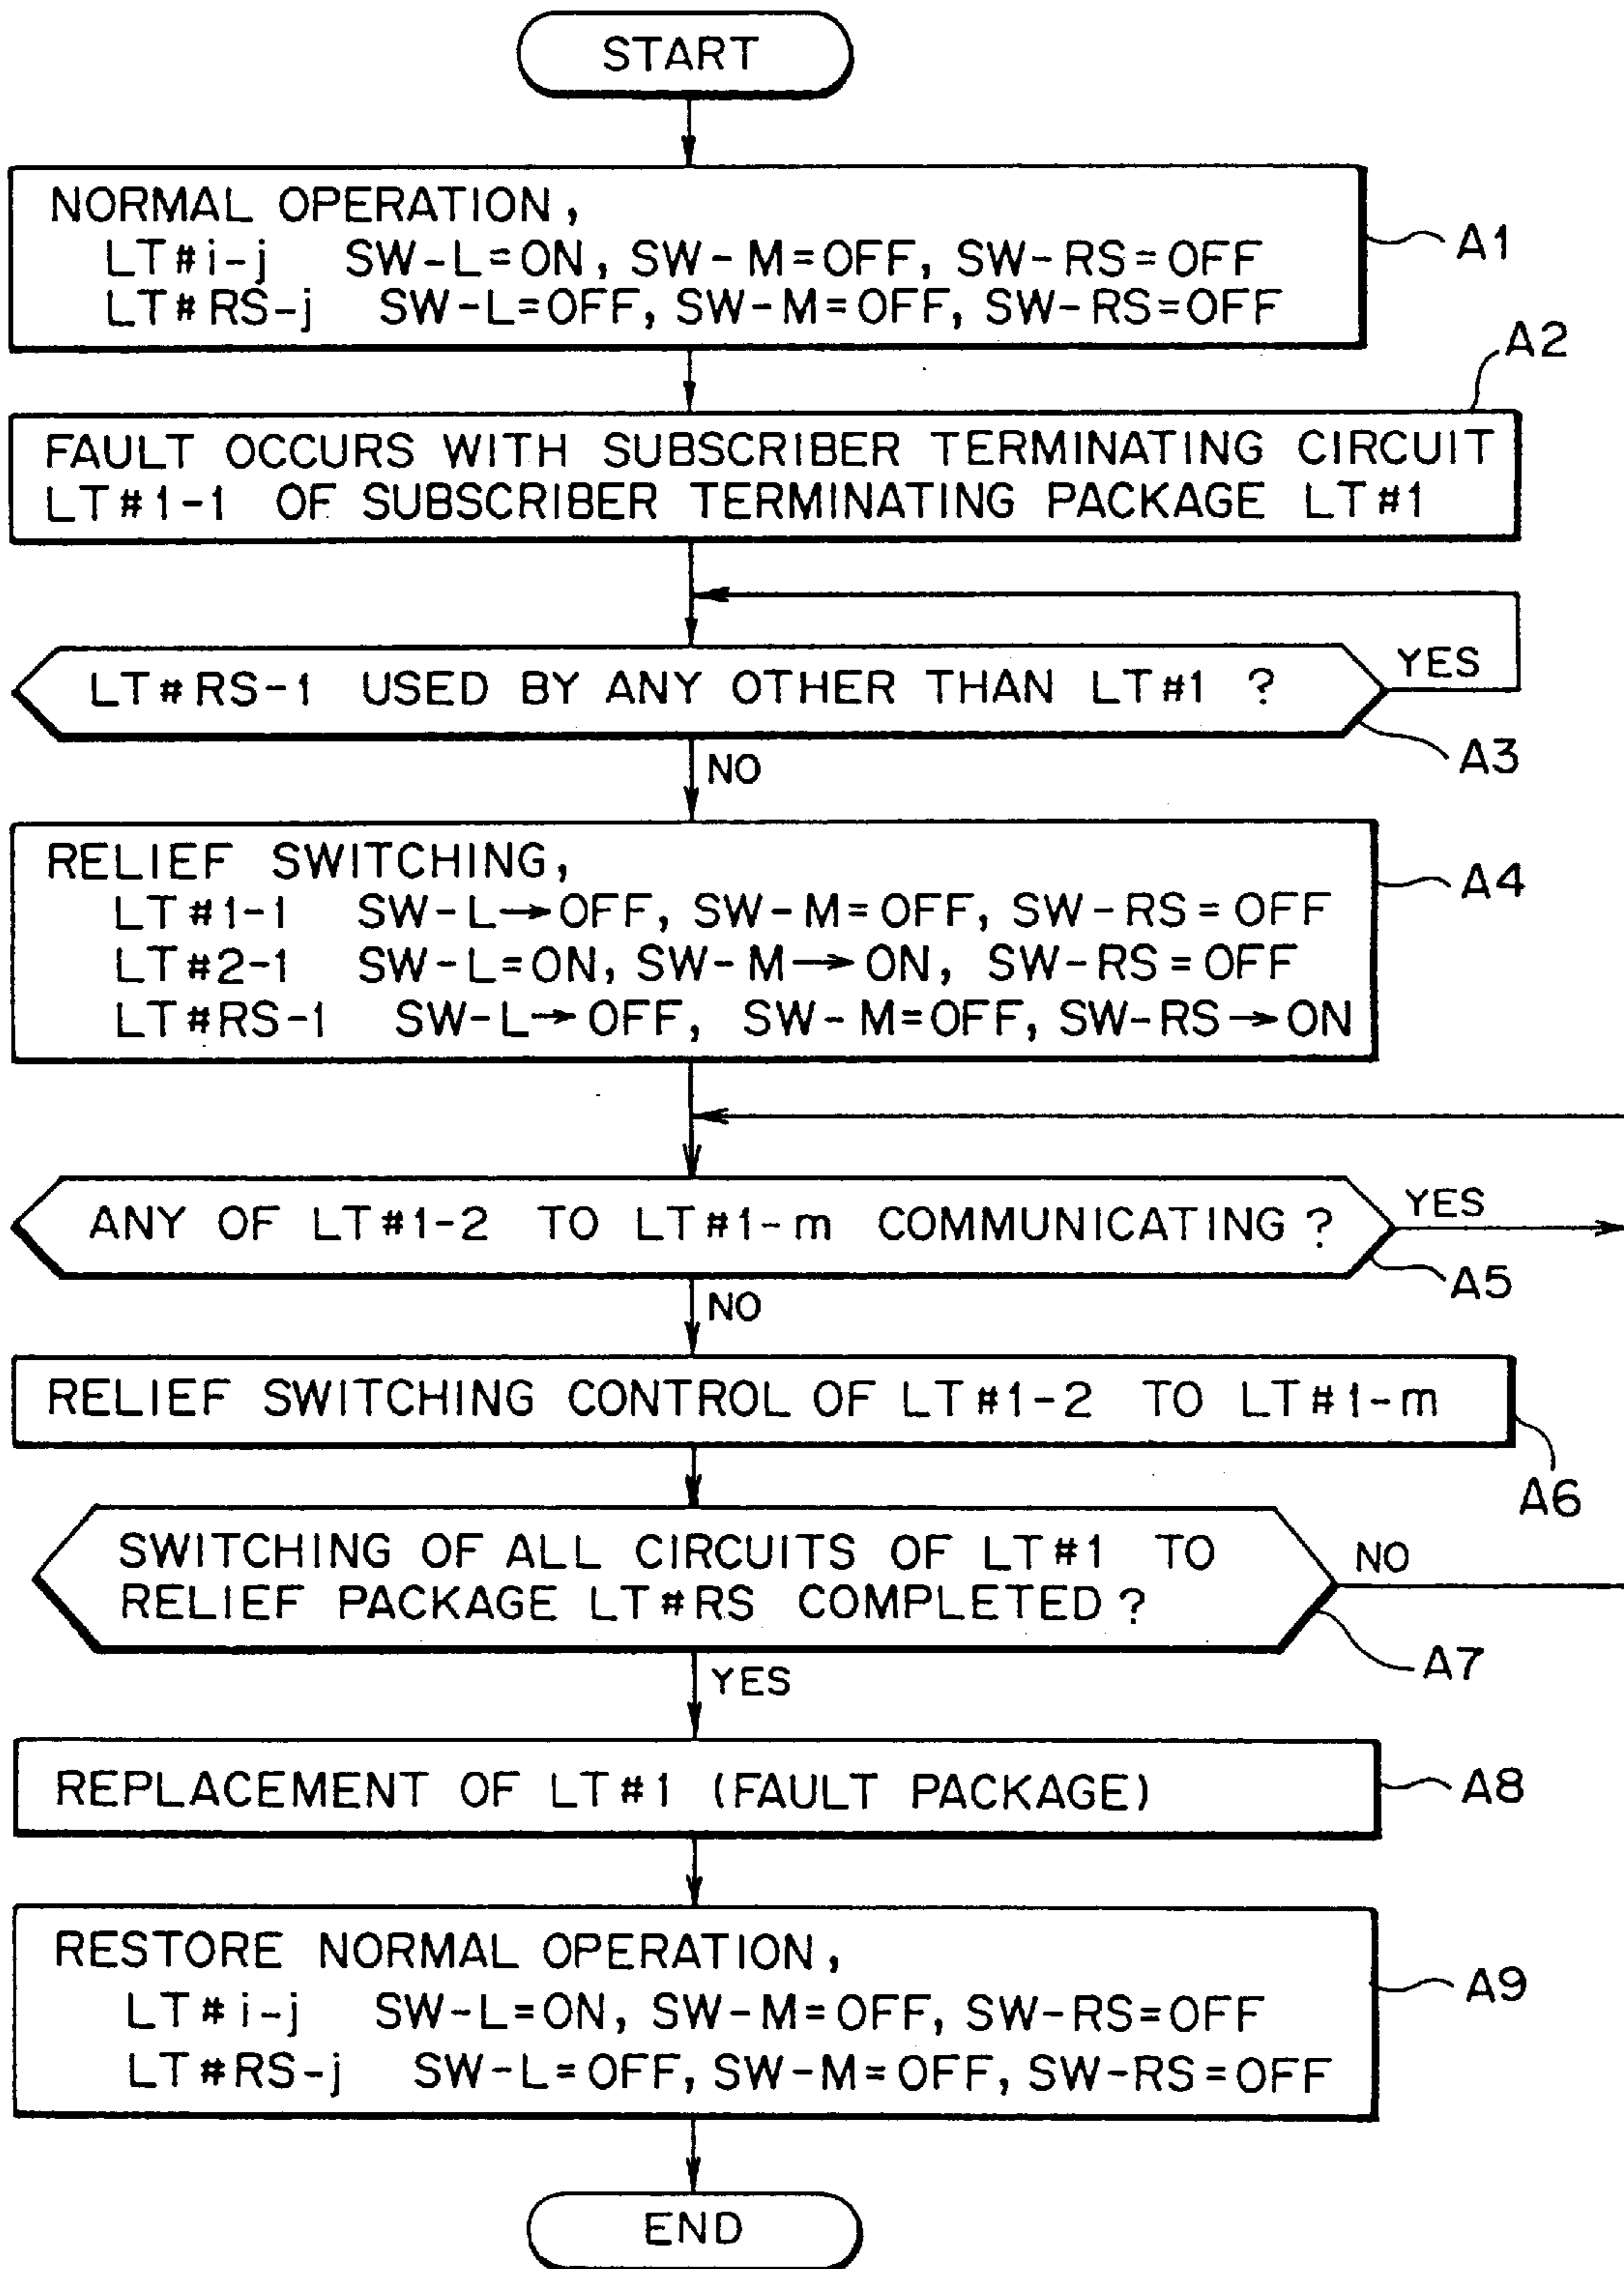 START
NORMAL OPERATION,
LT#i-j SW-L=ON, SW-M=OFF, SW-RS=OFF
LT#RS-j SW-L=OFF, SW-M=OFF, SW-RS=OFF
A1
A2
FAULT OCCURS WITH SUBSCRIBER TERMINATING CIRCUIT
LT#1-1 OF SUBSCRIBER TERMINATING PACKAGE LT#1
LT#RS-1 USED BY ANY OTHER THAN LT#1 ?
YES
A3
NO
RELIEF SWITCHING,
LT#1-1 SW-L→OFF, SW-M=OFF, SW-RS=OFF
LT#2-1 SW-L=ON, SW-M→ON, SW-RS=OFF
LT#RS-1 SW-L→OFF, SW-M=OFF, SW-RS→ON
A4
ANY OF LT#1-2 TO LT#1-m COMMUNICATING ?
YES
A5
NO
RELIEF SWITCHING CONTROL OF LT#1-2 TO LT#1-m
A6
SWITCHING OF ALL CIRCUITS OF LT#1 TO
RELIEF PACKAGE LT#RS COMPLETED ?
NO
A7
YES
REPLACEMENT OF LT#1 (FAULT PACKAGE)
A8
RESTORE NORMAL OPERATION,
LT#i-j SW-L=ON, SW-M=OFF, SW-RS=OFF
LT#RS-j SW-L=OFF, SW-M=OFF, SW-RS=OFF
A9
END